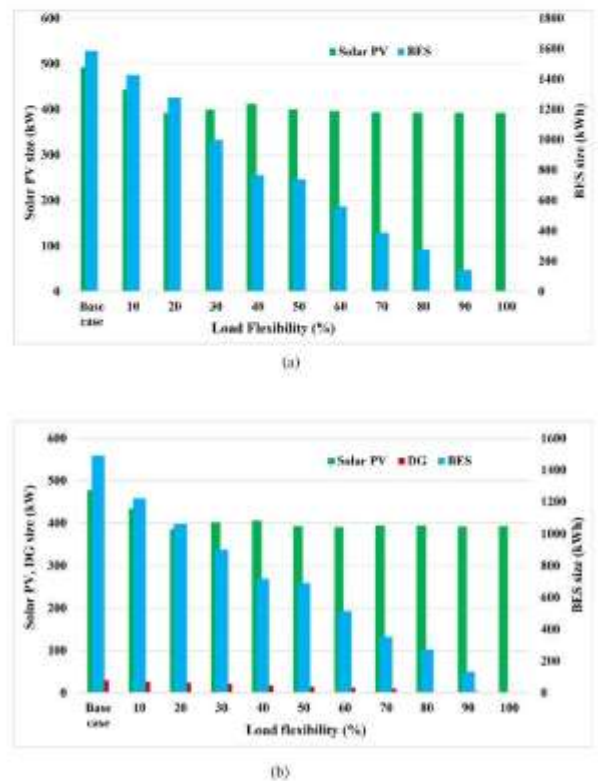 600
1800
Solar PV
BES
500
1600
1400
400
1200
300
1000
800
200
600
400
100
200
0
0
Solar PV size (kW)
BES size (kWh)
Base case 10 20 30 40 50 60 70 80 90 100
Load Flexibility (%)
(a)
600
1600
Solar PV
DG
BES
500
1400
1200
400
1000
300
800
200
600
400
100
200
0
0
Solar PV, DG size (kW)
BES size (kWh)
Base case 10 20 30 40 50 60 70 80 90 100
Load flexibility (%)
(b)